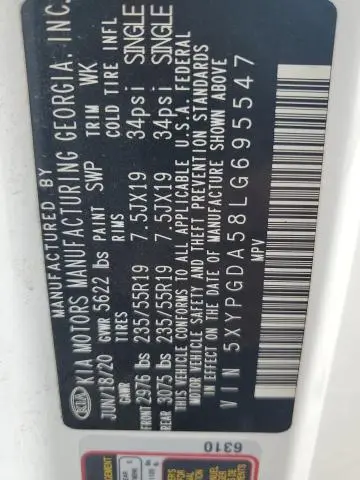 MANUFACTURED BY
KIA MOTORS MANUFACTURING GEORGIA, INC.
JUN/18/20 PAINT SWP TRIM WK
GVWR 5622 lbs
GAWR TIRES RIMS COLD TIRE INFL
FRONT 2976 lbs 235/55R19 7.5JX19 34psi SINGLE
REAR 3075 lbs 235/55R19 7.5JX19 34psi SINGLE
THIS VEHICLE CONFORMS TO ALL APPLICABLE U.S.A. FEDERAL
MOTOR VEHICLE SAFETY AND THEFT PREVENTION STANDARDS
IN EFFECT ON THE DATE OF MANUFACTURE SHOWN ABOVE
VIN 5XYPGDA58LG695547
MPV
6310